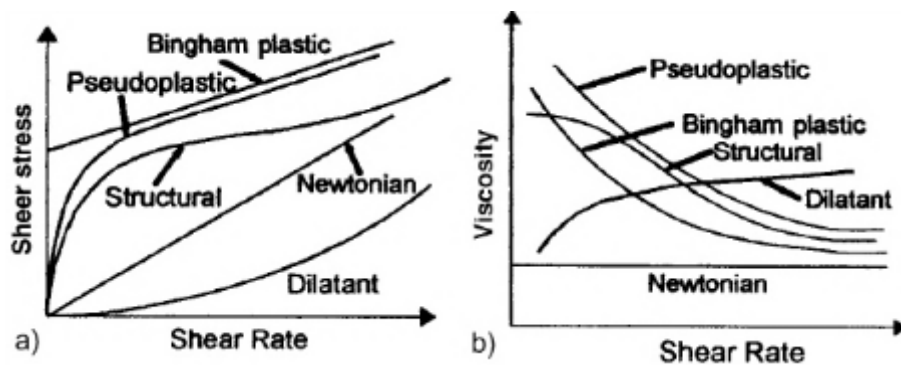 Bingham plastic
Pseudoplastic
Structural
Newtonian
Dilatant
Sheer stress
Shear Rate
a)
Pseudoplastic
Bingham plastic
Structural
Dilatant
Newtonian
Viscosity
Shear Rate
b)